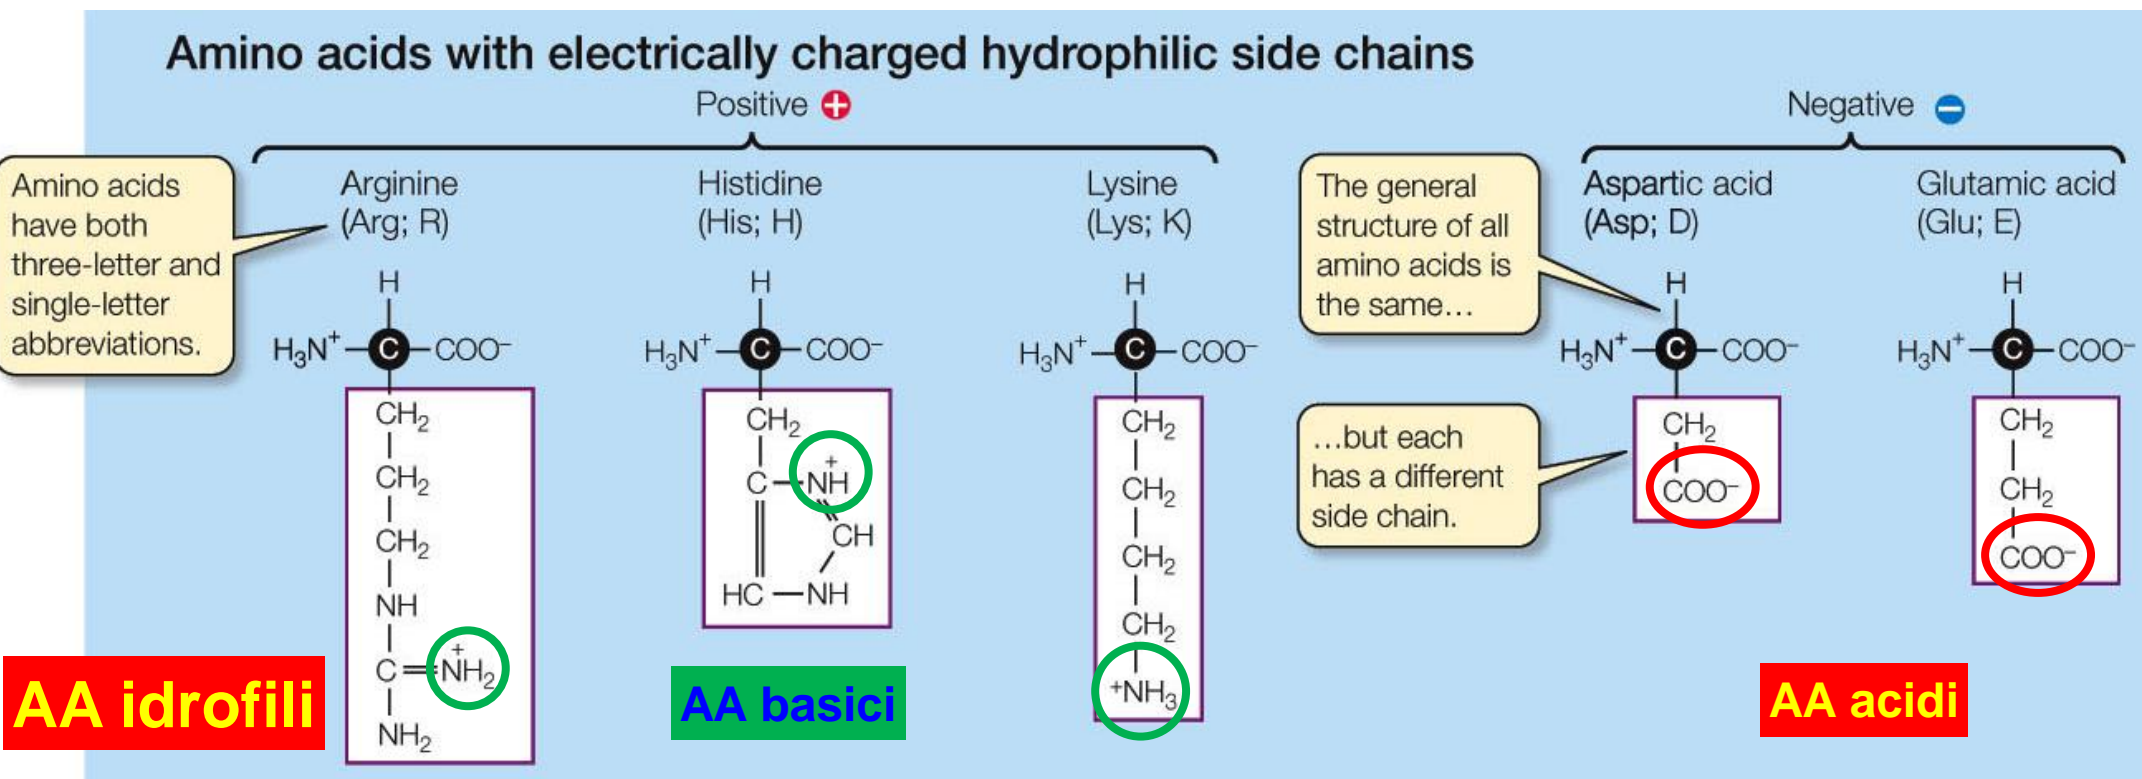 Amino acids with electrically charged hydrophilic side chains
Positive +
Negative −
Amino acids
have both
three-letter and
single-letter
abbreviations.
Arginine
(Arg; R)
Histidine
(His; H)
Lysine
(Lys; K)
The general
structure of all
amino acids is
the same...
Aspartic acid
(Asp; D)
Glutamic acid
(Glu; E)
H
H₃N⁺—C—COO⁻
CH₂
CH₂
CH₂
NH
C=NH₂
+
NH₂
H
H₃N⁺—C—COO⁻
CH₂
+
C—NH
CH
HC—NH
H
H₃N⁺—C—COO⁻
CH₂
CH₂
CH₂
CH₂
⁺NH₃
...but each
has a different
side chain.
H
H₃N⁺—C—COO⁻
CH₂
COO⁻
H
H₃N⁺—C—COO⁻
CH₂
CH₂
COO⁻
AA idrofili
AA basici
AA acidi